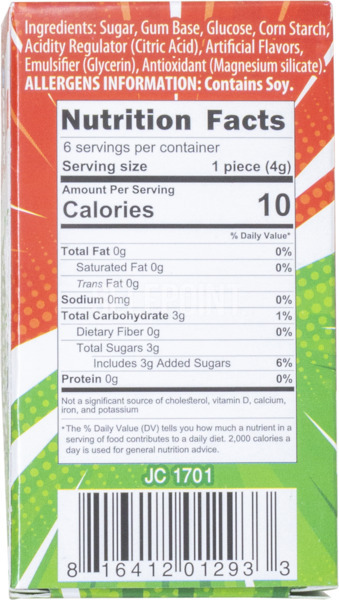 Ingredients: Sugar, Gum Base, Glucose, Corn Starch,
Acidity Regulator (Citric Acid), Artificial Flavors,
Emulsifier (Glycerin), Antioxidant (Magnesium silicate).
ALLERGENS INFORMATION: Contains Soy.
Nutrition Facts
6 servings per container
Serving size 1 piece (4g)
Amount Per Serving
Calories 10
% Daily Value*
Total Fat 0g 0%
Saturated Fat 0g 0%
Trans Fat 0g
Sodium 0mg 0%
Total Carbohydrate 3g 1%
Dietary Fiber 0g 0%
Total Sugars 3g
Includes 3g Added Sugars 6%
Protein 0g 0%
Not a significant source of cholesterol, vitamin D, calcium,
iron, and potassium
*The % Daily Value (DV) tells you how much a nutrient in a
serving of food contributes to a daily diet. 2,000 calories a
day is used for general nutrition advice.
JC 1701
8 16412 01293 3